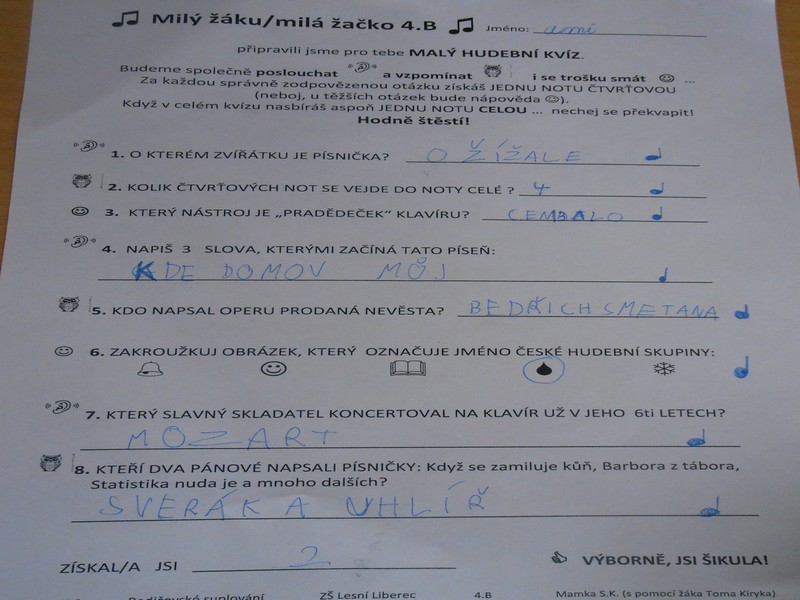 Milý žáku/milá žačko 4.B Jméno:
připravili jsme pro tebe MALÝ HUDEBNÍ KVÍZ.
Budeme společně poslouchat a vzpomínat i se trošku smát ☺ ...
Za každou správně zodpovězenou otázku získáš JEDNU NOTU ČTVRŤOVOU
(neboj, u těžších otázek bude nápověda ☺).
Když v celém kvízu nasbíráš aspoň JEDNU NOTU CELOU ... nechej se překvapit!
Hodně štěstí!
1. O KTERÉM ZVÍŘÁTKU JE PÍSNIČKA? O ŽÍŽALE
2. KOLIK ČTVRŤOVÝCH NOT SE VEJDE DO NOTY CELÉ ? 4
3. KTERÝ NÁSTROJ JE „PRADĚDEČEK" KLAVÍRU? CEMBALO
4. NAPIŠ 3 SLOVA, KTERÝMI ZAČÍNÁ TATO PÍSEŇ:
KDE DOMOV MŮJ
5. KDO NAPSAL OPERU PRODANÁ NEVĚSTA? BEDŘICH SMETANA
6. ZAKROUŽKUJ OBRÁZEK, KTERÝ OZNAČUJE JMÉNO ČESKÉ HUDEBNÍ SKUPINY:
7. KTERÝ SLAVNÝ SKLADATEL KONCERTOVAL NA KLAVÍR UŽ V JEHO 6ti LETECH?
MOZART
8. KTEŘÍ DVA PÁNOVÉ NAPSALI PÍSNIČKY: Když se zamiluje kůň, Barbora z tábora,
Statistika nuda je a mnoho dalších?
SVERÁK A UHLÍŘ
ZÍSKAL/A JSI 2 VÝBORNĚ, JSI ŠIKULA!
Rodičovské suplování ZŠ Lesní Liberec 4.B Mamka S.K. (s pomocí žáka Toma Kiryka)